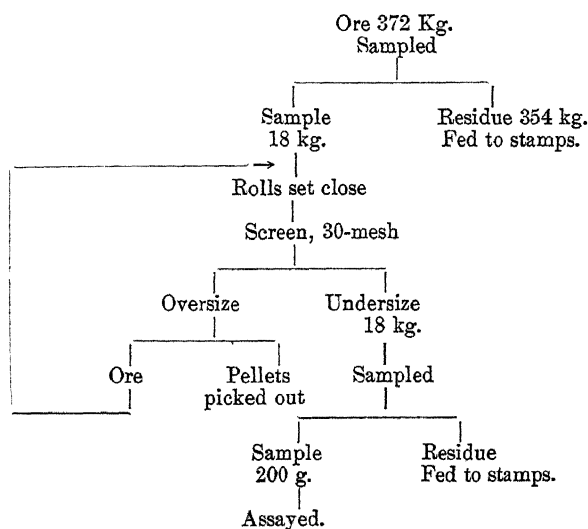 Ore 372 Kg.
Sampled
Sample
18 kg.
Residue 354 kg.
Fed to stamps.
Rolls set close
Screen, 30-mesh
Oversize
Undersize
18 kg.
Ore
Pellets
picked out
Sampled
Sample
200 g.
Residue
Fed to stamps.
Assayed.